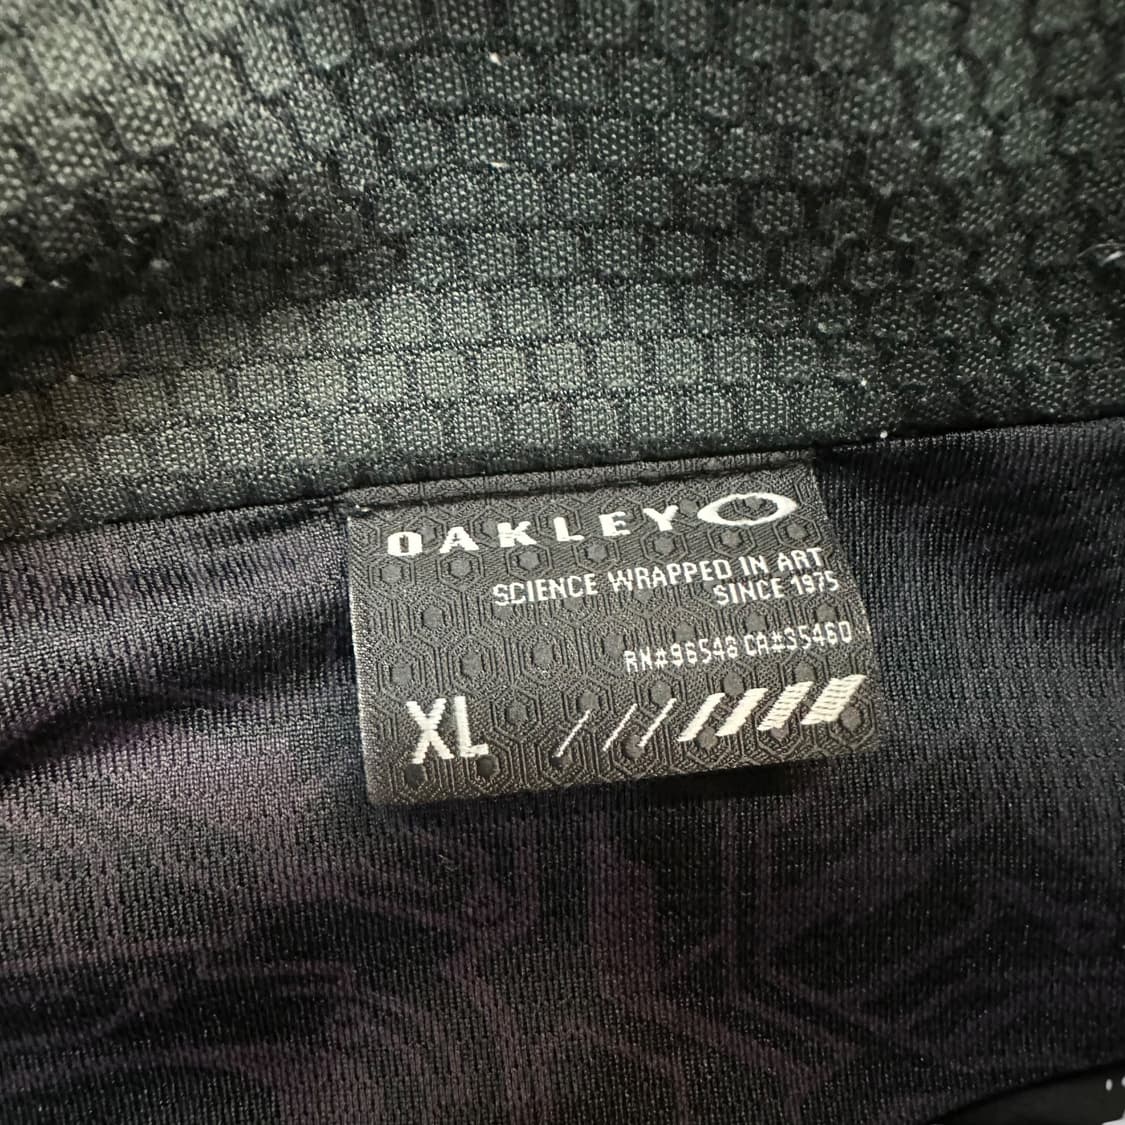 OAKLEY
SCIENCE WRAPPED IN ART
SINCE 1975
RN#96548 CA#35460
XL